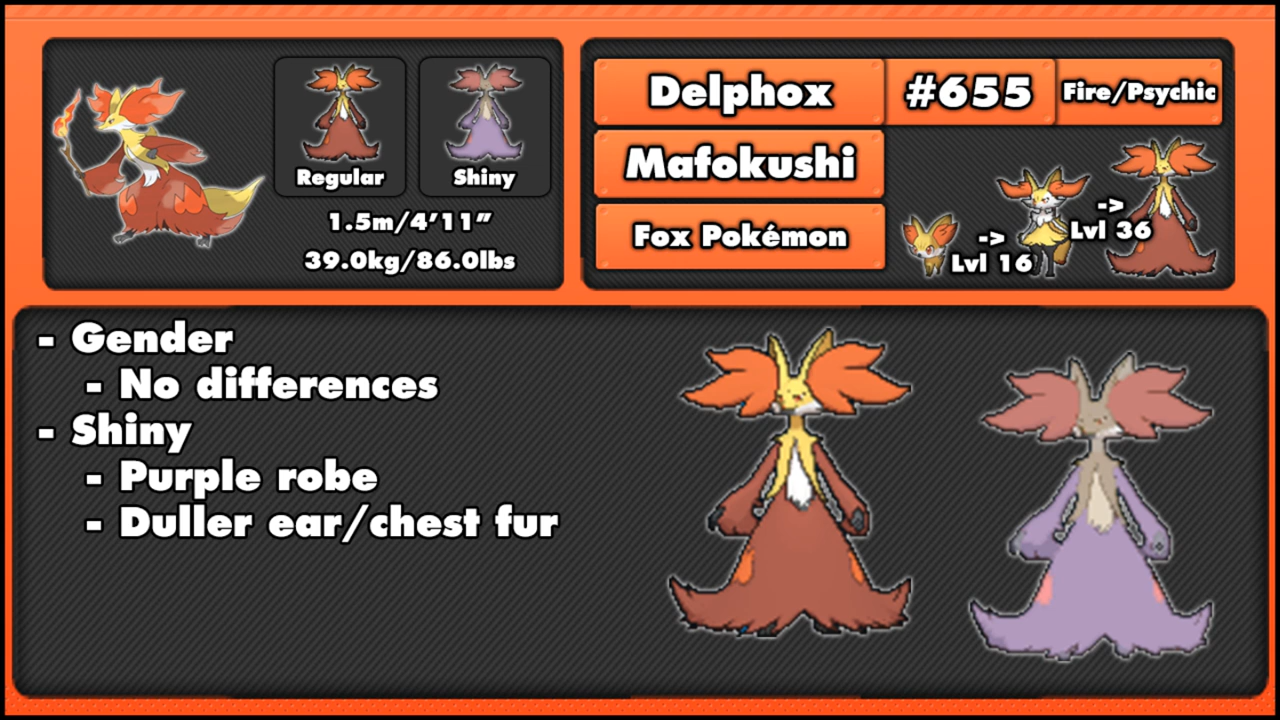 Regular
Shiny
1.5m/4’11”
39.0kg/86.0lbs
Delphox
#655
Fire/Psychic
Mafokushi
Fox Pokémon
->
Lvl 16
->
Lvl 36
- Gender
- No differences
- Shiny
- Purple robe
- Duller ear/chest fur